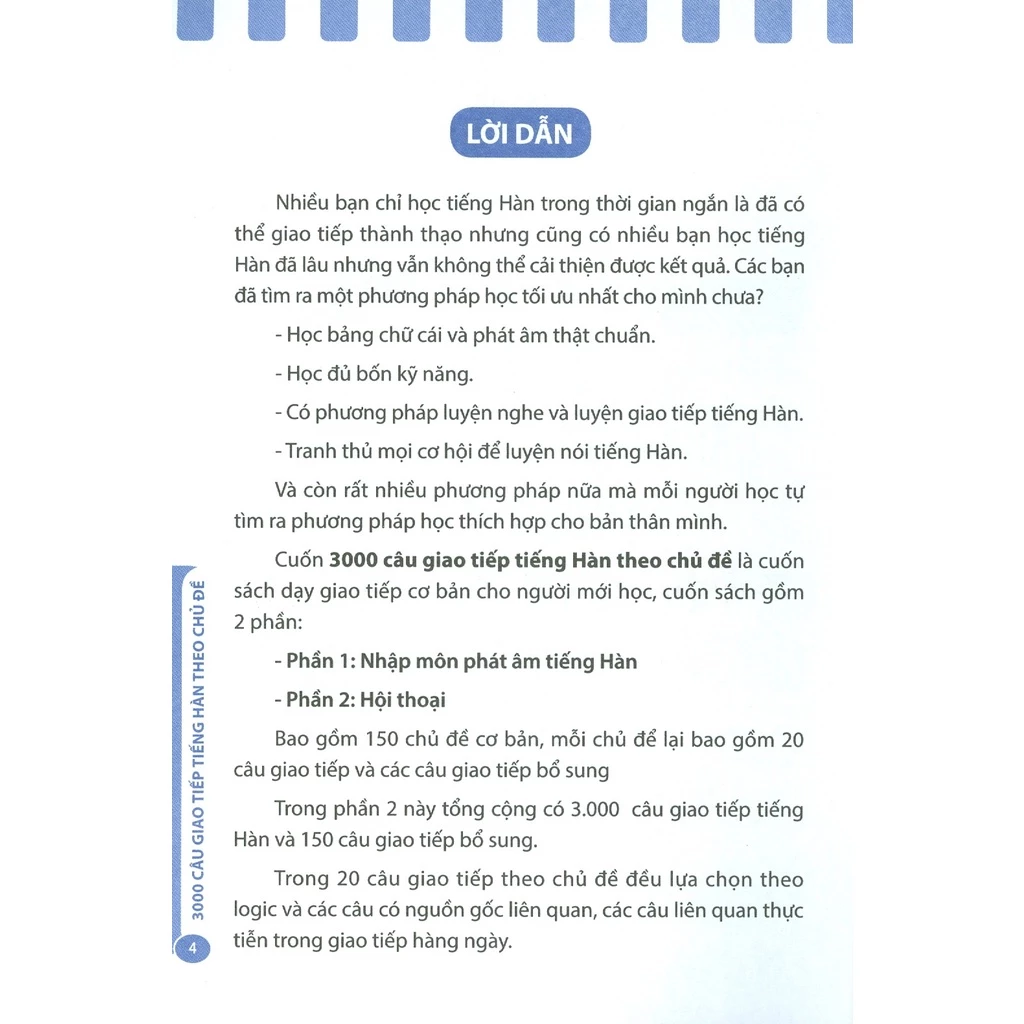 LỜI DẪN
Nhiều bạn chỉ học tiếng Hàn trong thời gian ngắn là đã có
thể giao tiếp thành thạo nhưng cũng có nhiều bạn học tiếng
Hàn đã lâu nhưng vẫn không thể cải thiện được kết quả. Các bạn
đã tìm ra một phương pháp học tối ưu nhất cho mình chưa?
- Học bảng chữ cái và phát âm thật chuẩn.
- Học đủ bốn kỹ năng.
- Có phương pháp luyện nghe và luyện giao tiếp tiếng Hàn.
- Tranh thủ mọi cơ hội để luyện nói tiếng Hàn.
Và còn rất nhiều phương pháp nữa mà mỗi người học tự
tìm ra phương pháp học thích hợp cho bản thân mình.
Cuốn 3000 câu giao tiếp tiếng Hàn theo chủ đề là cuốn
sách dạy giao tiếp cơ bản cho người mới học, cuốn sách gồm
2 phần:
- Phần 1: Nhập môn phát âm tiếng Hàn
- Phần 2: Hội thoại
Bao gồm 150 chủ đề cơ bản, mỗi chủ để lại bao gồm 20
câu giao tiếp và các câu giao tiếp bổ sung
Trong phần 2 này tổng cộng có 3.000 câu giao tiếp tiếng
Hàn và 150 câu giao tiếp bổ sung.
Trong 20 câu giao tiếp theo chủ đề đều lựa chọn theo
logic và các câu có nguồn gốc liên quan, các câu liên quan thực
tiễn trong giao tiếp hàng ngày.
3000 CÂU GIAO TIẾP TIẾNG HÀN THEO CHỦ ĐỀ
4